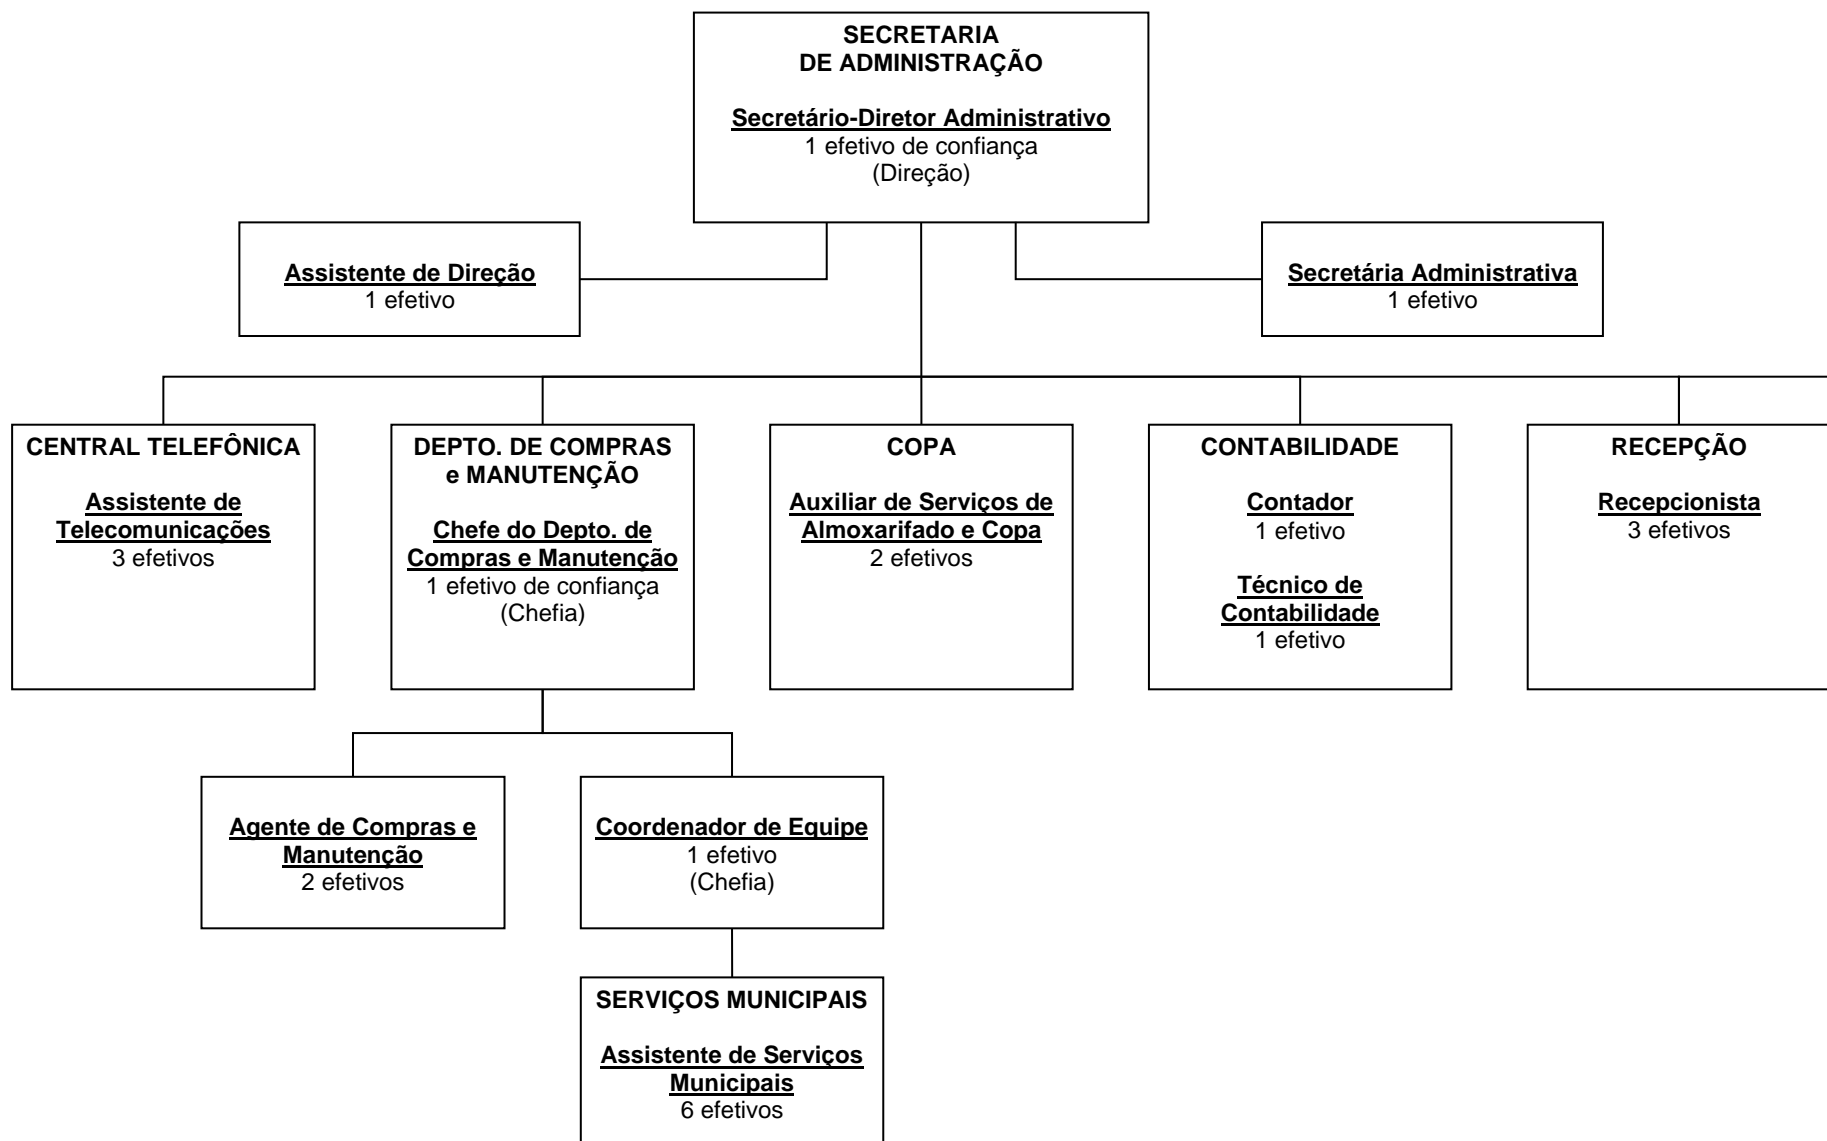 SECRETARIA
DE ADMINISTRAÇÃO
Secretário-Diretor Administrativo
1 efetivo de confiança
(Direção)
Assistente de Direção
1 efetivo
Secretária Administrativa
1 efetivo
CENTRAL TELEFÔNICA
Assistente de
Telecomunicações
3 efetivos
DEPTO. DE COMPRAS
e MANUTENÇÃO
Chefe do Depto. de
Compras e Manutenção
1 efetivo de confiança
(Chefia)
COPA
Auxiliar de Serviços de
Almoxarifado e Copa
2 efetivos
CONTABILIDADE
Contador
1 efetivo
Técnico de
Contabilidade
1 efetivo
RECEPÇÃO
Recepcionista
3 efetivos
Agente de Compras e
Manutenção
2 efetivos
Coordenador de Equipe
1 efetivo
(Chefia)
SERVIÇOS MUNICIPAIS
Assistente de Serviços
Municipais
6 efetivos